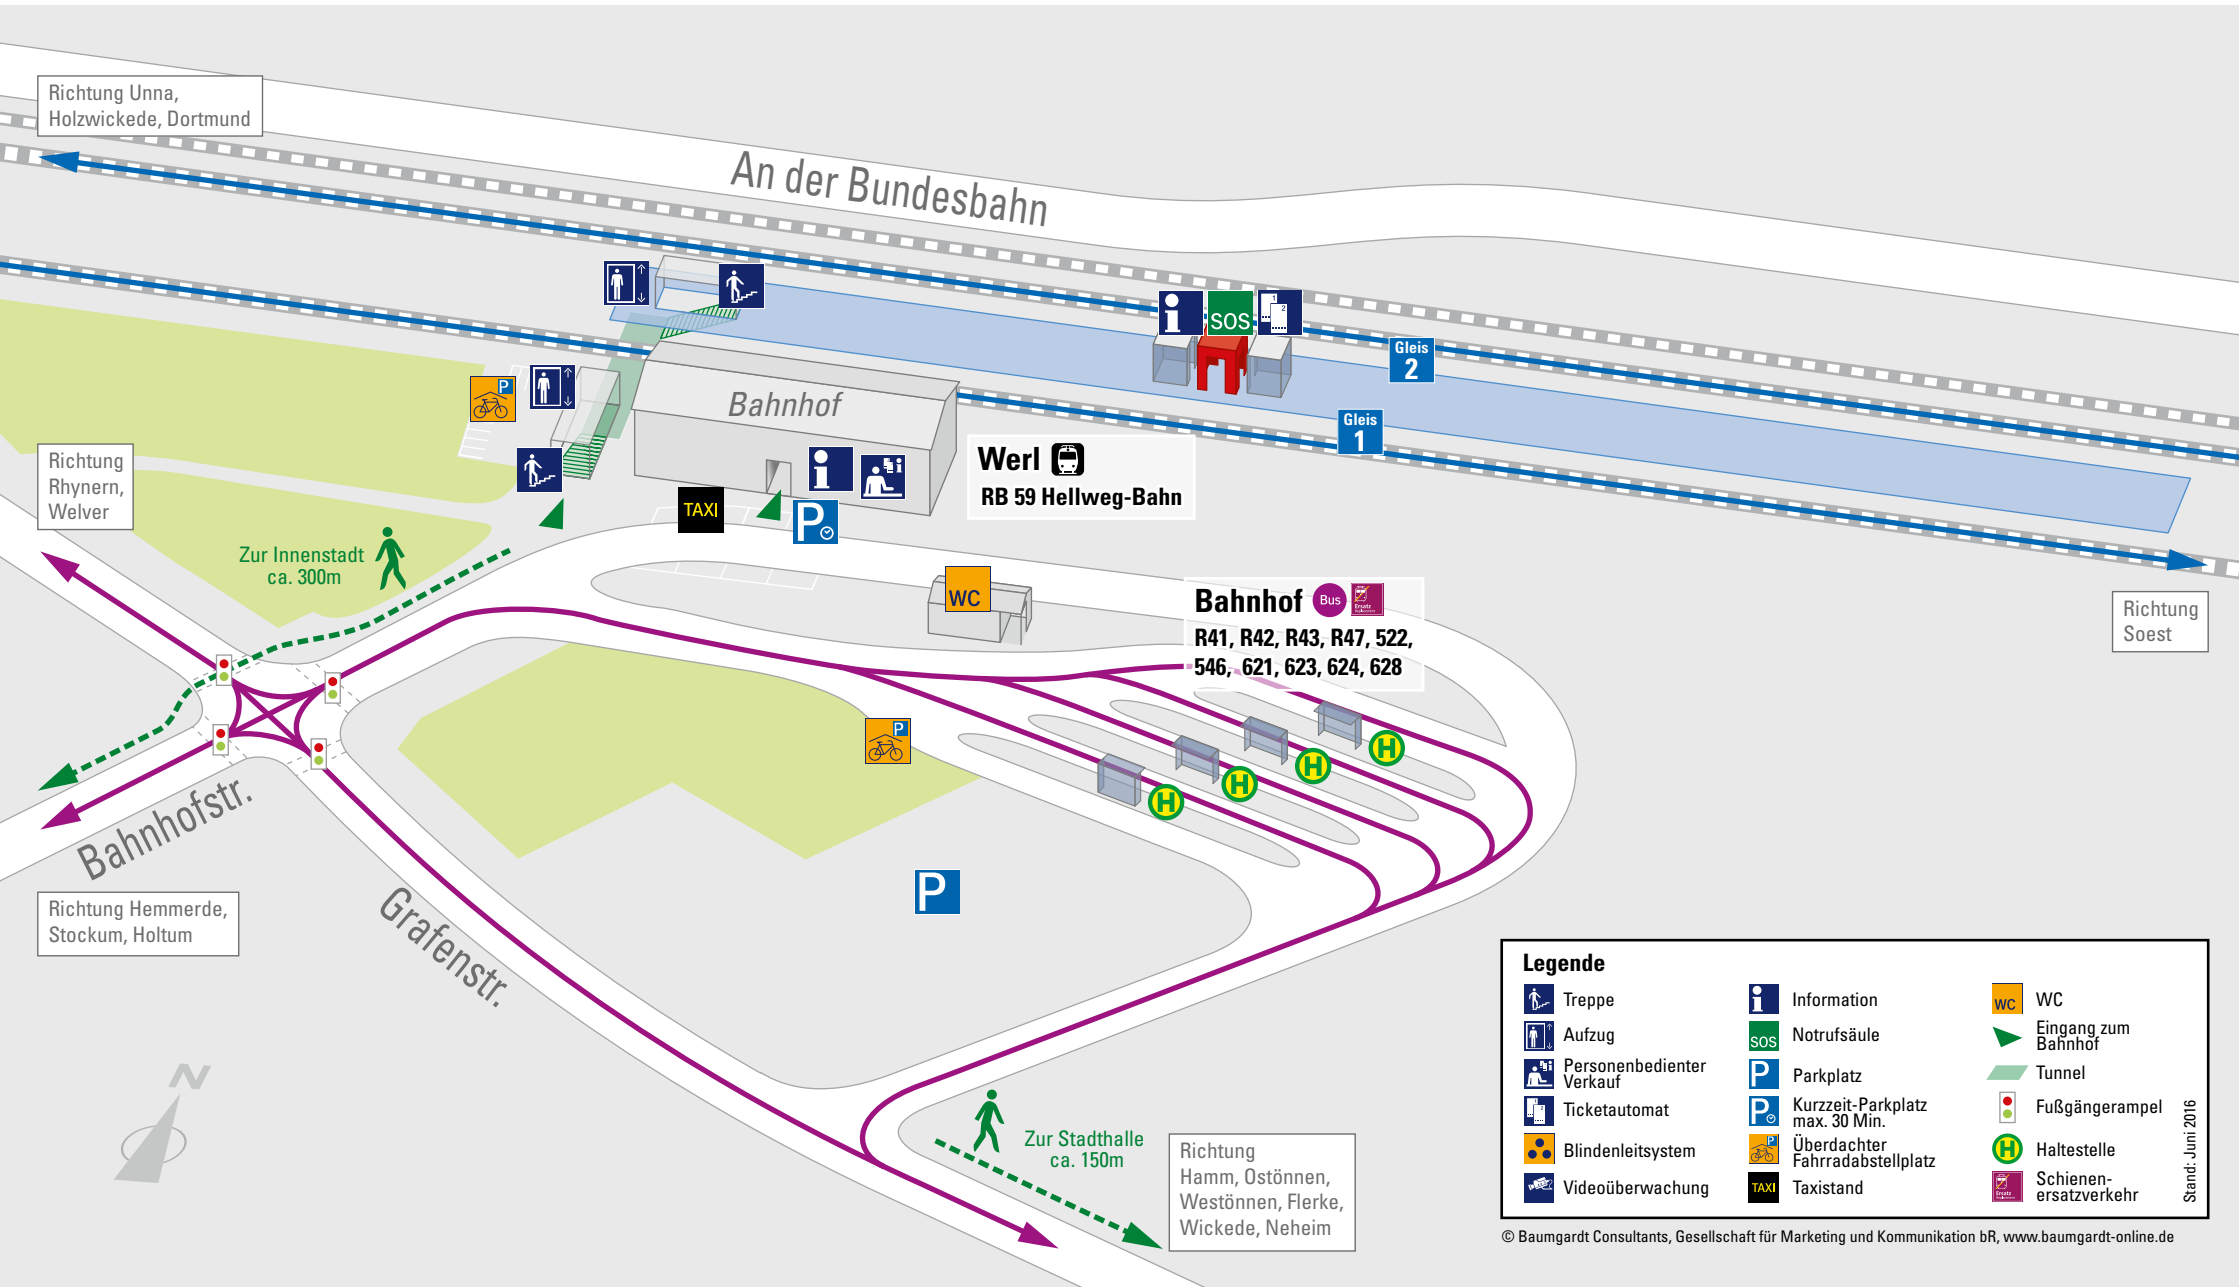 Richtung Unna,
Holzwickede, Dortmund
An der Bundesbahn
SOS
Gleis
2
Gleis
1
P
Bahnhof
Werl
RB 59 Hellweg-Bahn
TAXI
P
Richtung
Rhynern,
Welver
Zur Innenstadt
ca. 300m
WC
Bahnhof Bus
Ersatz
R41, R42, R43, R47, 522,
546, 621, 623, 624, 628
Richtung
Soest
P
H
H
H
H
Bahnhofstr.
Grafenstr.
P
Richtung Hemmerde,
Stockum, Holtum
N
Zur Stadthalle
ca. 150m
Richtung
Hamm, Ostönnen,
Westönnen, Flerke,
Wickede, Neheim
Legende
Treppe
Aufzug
Personenbedienter
Verkauf
Ticketautomat
Blindenleitsystem
Videoüberwachung
Information
SOS Notrufsäule
P Parkplatz
P Kurzzeit-Parkplatz
max. 30 Min.
P Überdachter
Fahrradabstellplatz
TAXI Taxistand
WC WC
Eingang zum
Bahnhof
Tunnel
Fußgängerampel
H Haltestelle
Ersatz Schienen-
ersatzverkehr
Stand: Juni 2016
© Baumgardt Consultants, Gesellschaft für Marketing und Kommunikation bR, www.baumgardt-online.de